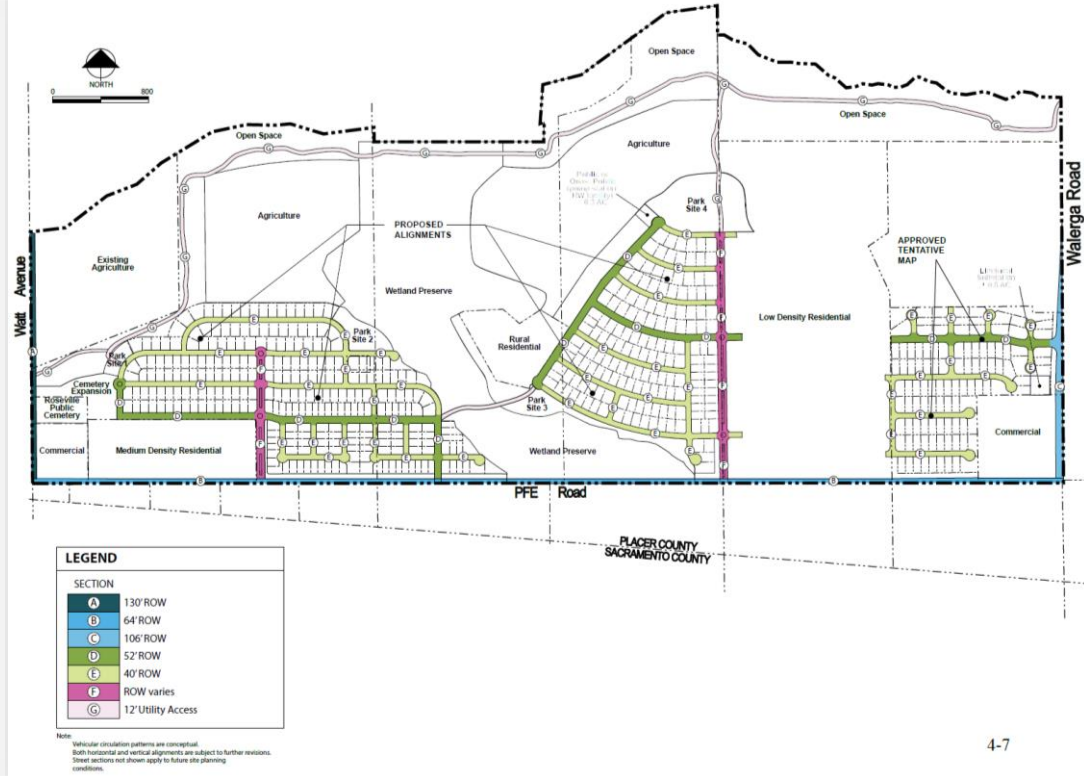 Open Space
NORTH
0 800
Open Space
Open Space
Agriculture
Park
Site 4
Agriculture
PROPOSED
ALIGNMENTS
APPROVED
TENTATIVE
MAP
Walerga Road
Watt Avenue
Existing
Agriculture
Wetland Preserve
Low Density Residential
Rural
Residential
Park
Site 2
Park
Cemetery
Expansion
Roseville
Public
Cemetery
Park
Site 3
Commercial
Medium Density Residential
Wetland Preserve
Commercial
PFE Road
PLACER COUNTY
SACRAMENTO COUNTY
LEGEND
SECTION
A 130' ROW
B 64' ROW
C 106' ROW
D 52' ROW
E 40' ROW
F ROW varies
G 12' Utility Access
Note:
Vehicular circulation patterns are conceptual.
Both horizontal and vertical alignments are subject to further revisions.
Street sections not shown apply to future site planning
conditions.
4-7